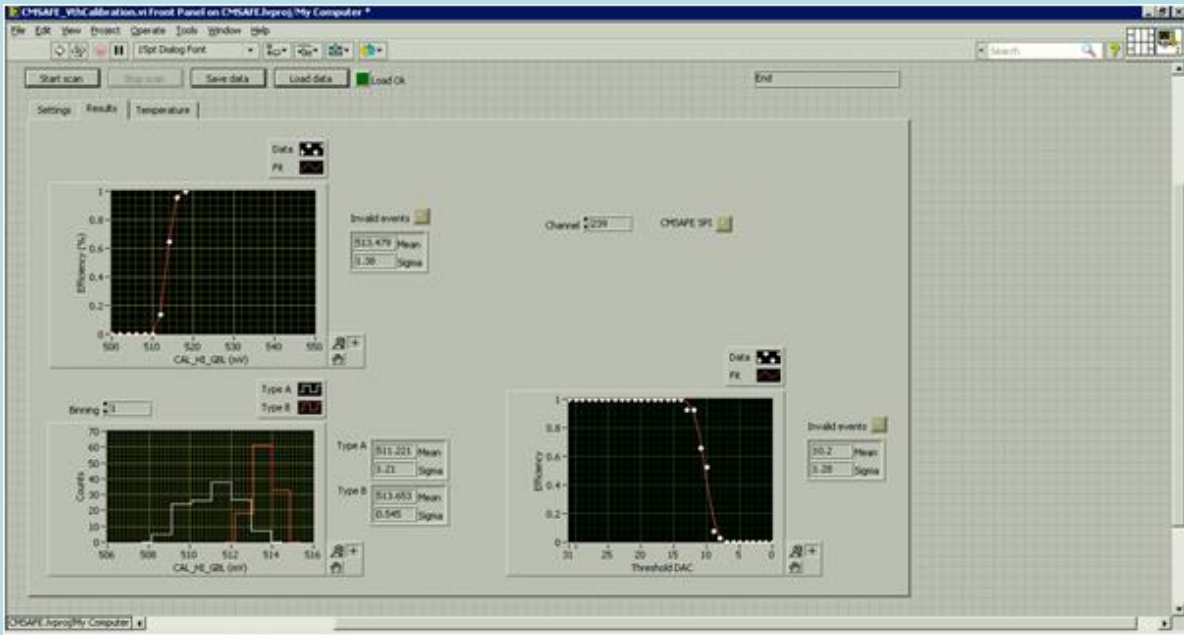 CMSAFE_VthCalibration.vi Front Panel on CMSAFE.lvproj/My Computer *
File Edit View Project Operate Tools Window Help
15pt Dialog Font
Search
Start scan Stop scan Save data Load data Load Ok End
Settings Results Temperature
Data
Fit
1
0.8
0.6
0.4
0.2
0
Efficiency (%)
500 510 520 530 540 550
CAL_HI_GBL (mV)
Invalid events
513.479 Mean
1.38 Sigma
Channel 239 CMSAFE SPI
Binning 1
Type A
Type B
70
60
50
40
30
20
10
0
Counts
506 508 510 512 514 516
CAL_HI_GBL (mV)
Type A 511.221 Mean
1.21 Sigma
Type B 513.653 Mean
0.545 Sigma
Data
Fit
1
0.8
0.6
0.4
0.2
0
Efficiency
31 25 20 15 10 5 0
Threshold DAC
Invalid events
10.2 Mean
1.28 Sigma
CMSAFE.lvproj/My Computer